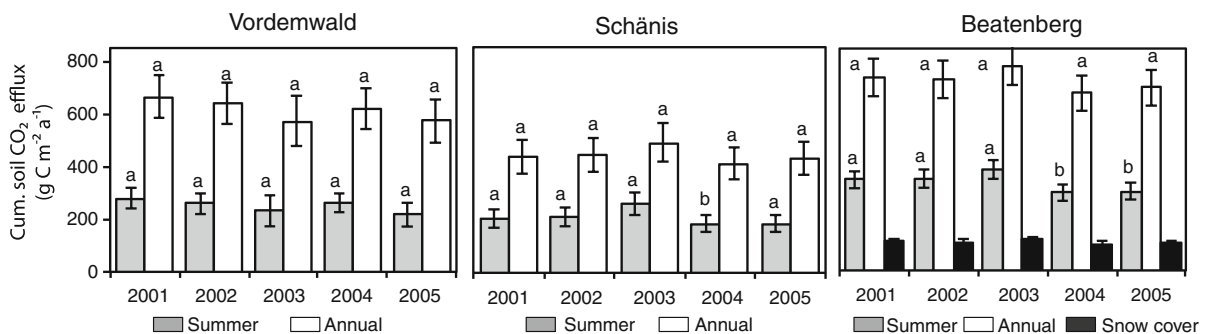 Vordemwald
Schänis
Beatenberg
Cum. soil CO₂ efflux
(g C m⁻² a⁻¹)
800
600
400
200
0
a a a a a
a a a a a
2001 2002 2003 2004 2005
Summer Annual
a a a a a
a a a b a
2001 2002 2003 2004 2005
Summer Annual
a a a a a
a a a b b
2001 2002 2003 2004 2005
Summer Annual Snow cover